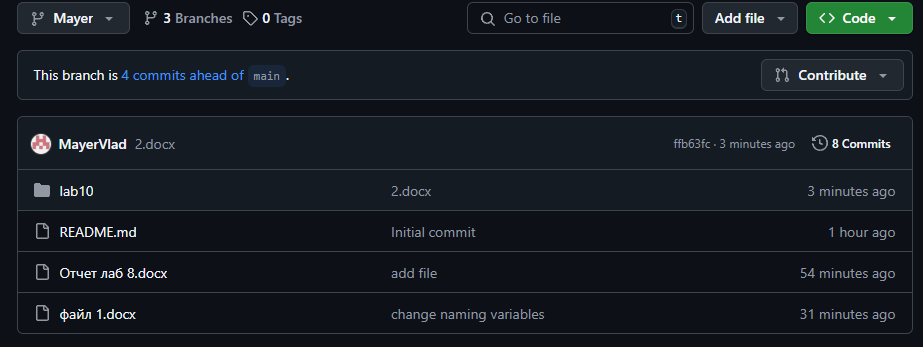 Mayer 3 Branches 0 Tags Go to file t Add file Code
This branch is 4 commits ahead of main. Contribute
MayerVlad 2.docx ffb63fc · 3 minutes ago 8 Commits
lab10 2.docx 3 minutes ago
README.md Initial commit 1 hour ago
Отчет лаб 8.docx add file 54 minutes ago
файл 1.docx change naming variables 31 minutes ago